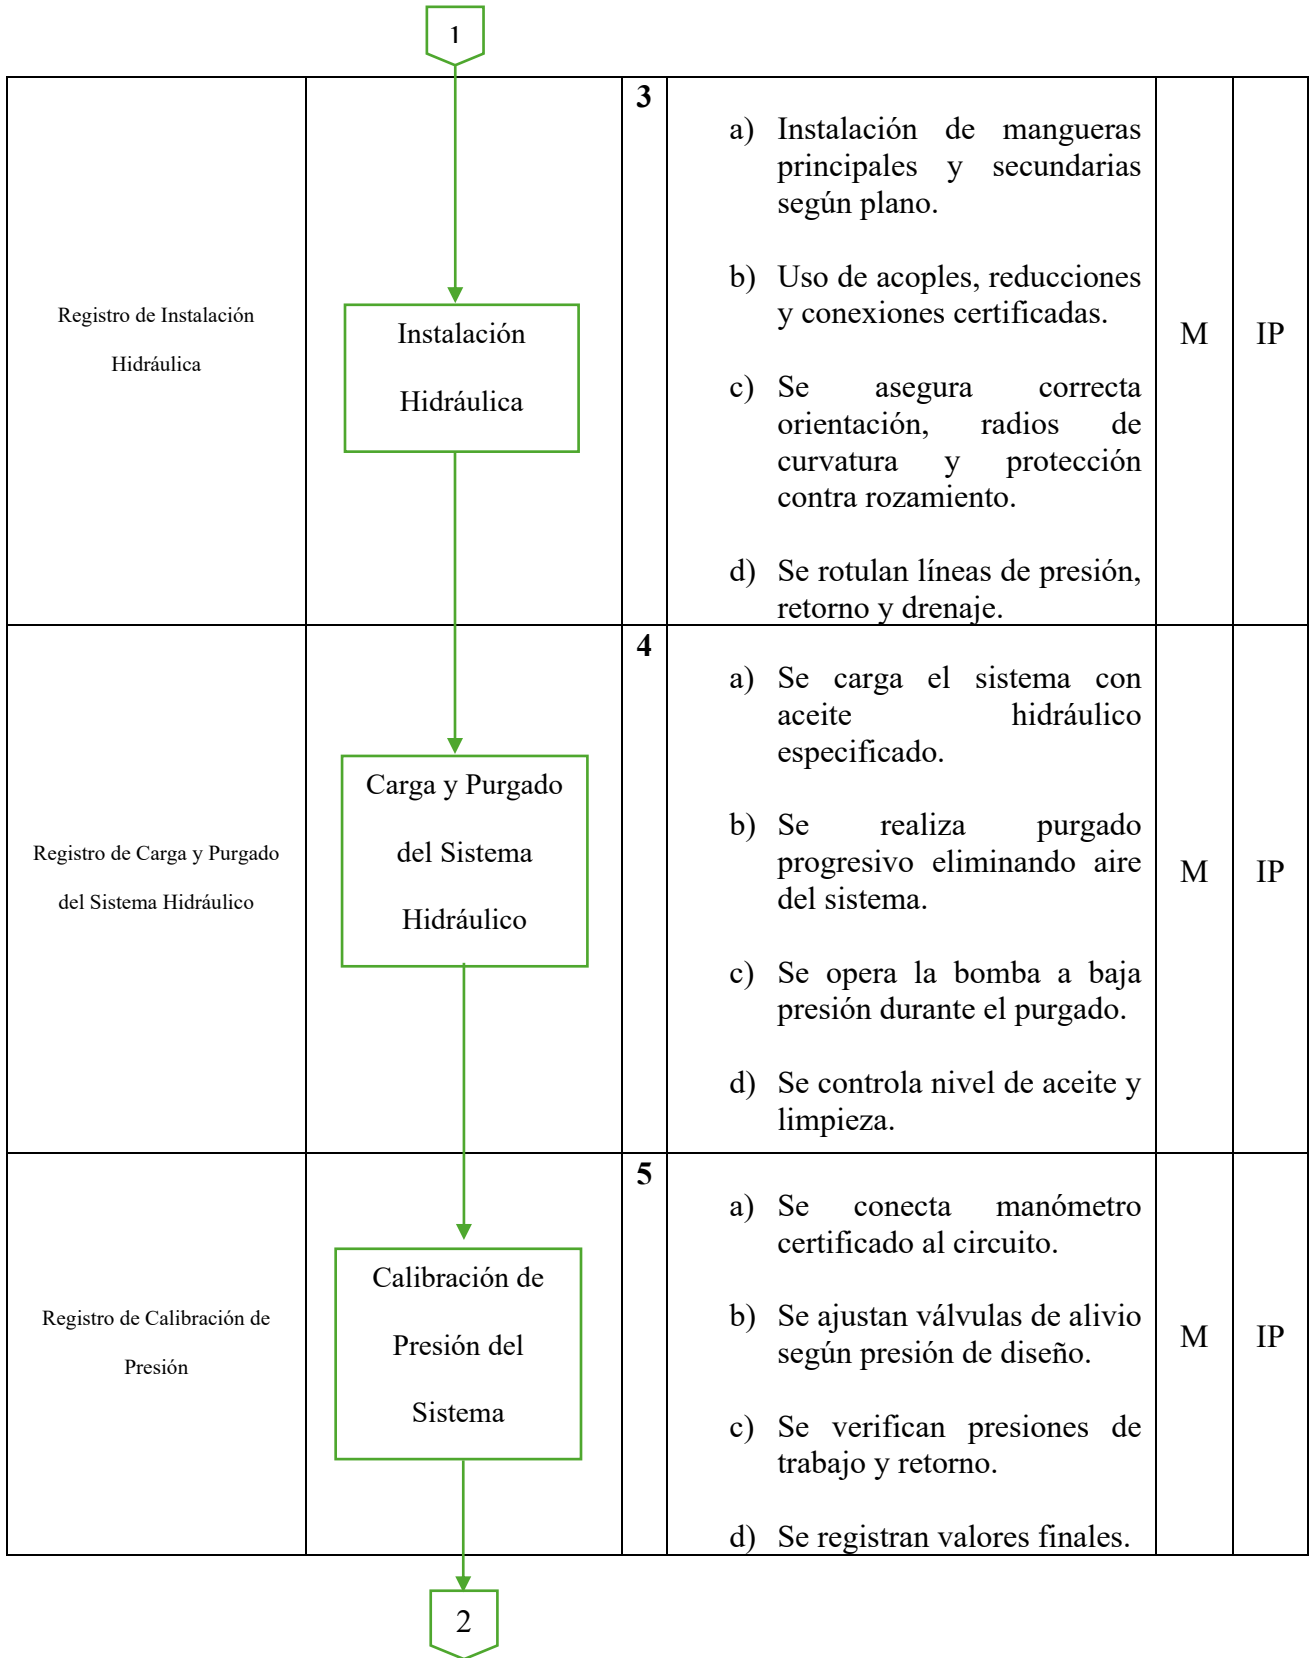 1
Registro de Instalación
Hidráulica
Instalación
Hidráulica
3
a) Instalación de mangueras
principales y secundarias
según plano.
b) Uso de acoples, reducciones
y conexiones certificadas.
c) Se asegura correcta
orientación, radios de
curvatura y protección
contra rozamiento.
d) Se rotulan líneas de presión,
retorno y drenaje.
M
IP
Registro de Carga y Purgado
del Sistema Hidráulico
Carga y Purgado
del Sistema
Hidráulico
4
a) Se carga el sistema con
aceite hidráulico
especificado.
b) Se realiza purgado
progresivo eliminando aire
del sistema.
c) Se opera la bomba a baja
presión durante el purgado.
d) Se controla nivel de aceite y
limpieza.
M
IP
Registro de Calibración de
Presión
Calibración de
Presión del
Sistema
5
a) Se conecta manómetro
certificado al circuito.
b) Se ajustan válvulas de alivio
según presión de diseño.
c) Se verifican presiones de
trabajo y retorno.
d) Se registran valores finales.
M
IP
2